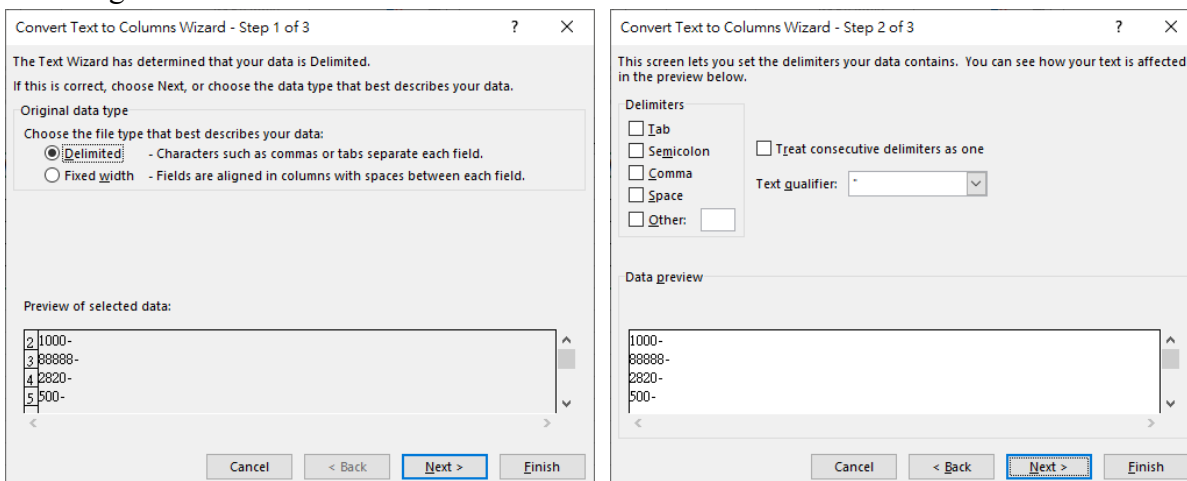 Convert Text to Columns Wizard - Step 1 of 3
The Text Wizard has determined that your data is Delimited.
If this is correct, choose Next, or choose the data type that best describes your data.
Original data type
Choose the file type that best describes your data:
Delimited - Characters such as commas or tabs separate each field.
Fixed width - Fields are aligned in columns with spaces between each field.
Preview of selected data:
2 1000-
3 88888-
4 2820-
5 500-
Cancel < Back Next > Finish
Convert Text to Columns Wizard - Step 2 of 3
This screen lets you set the delimiters your data contains. You can see how your text is affected
in the preview below.
Delimiters
Tab
Semicolon
Comma
Space
Other:
Treat consecutive delimiters as one
Text qualifier: "
Data preview
1000-
88888-
2820-
500-
Cancel < Back Next > Finish